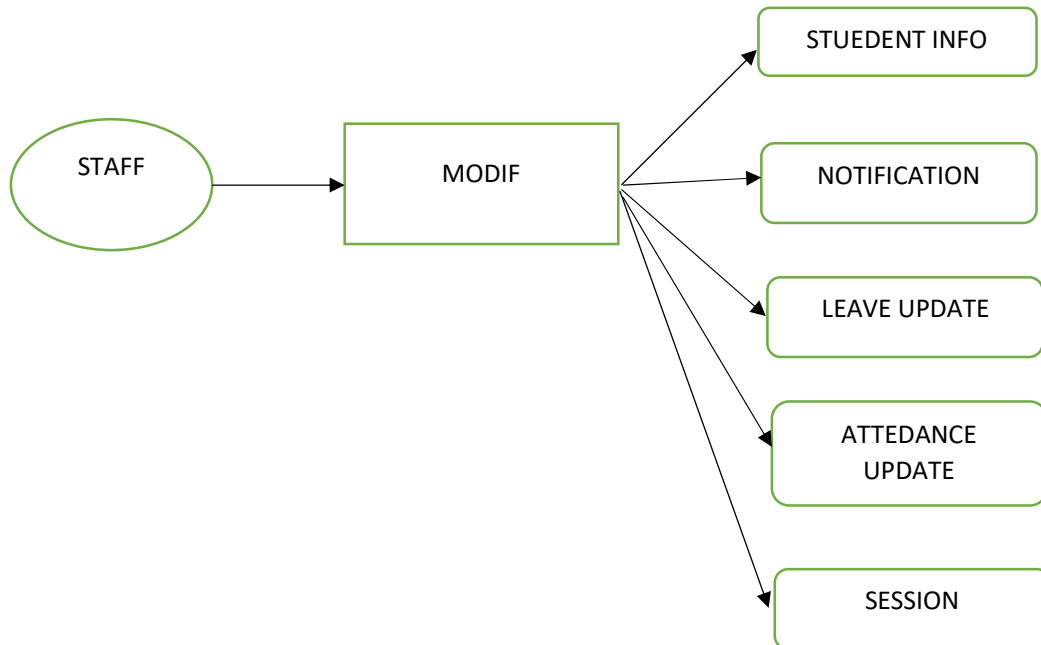 STUEDENT INFO
STAFF
MODIF
NOTIFICATION
LEAVE UPDATE
ATTEDANCE
UPDATE
SESSION